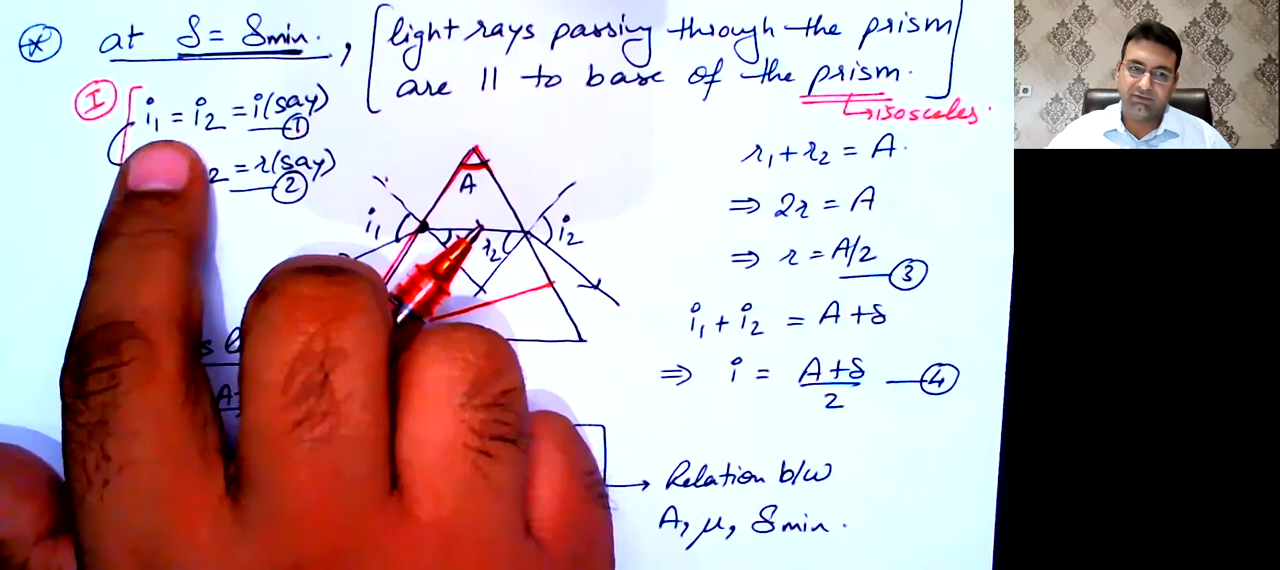 at δ = δmin. , [light rays passing through the prism
are || to base of the prism.]
isosceles.
I i₁ = i₂ = i(say) ①
2 = r(say) ②
A
i₁ r₂ i₂
r₁ + r₂ = A.
⇒ 2r = A
⇒ r = A/2 ③
i₁ + i₂ = A + δ
⇒ i = A+δ/2 ④
→ Relation b/w
A, μ, δmin.